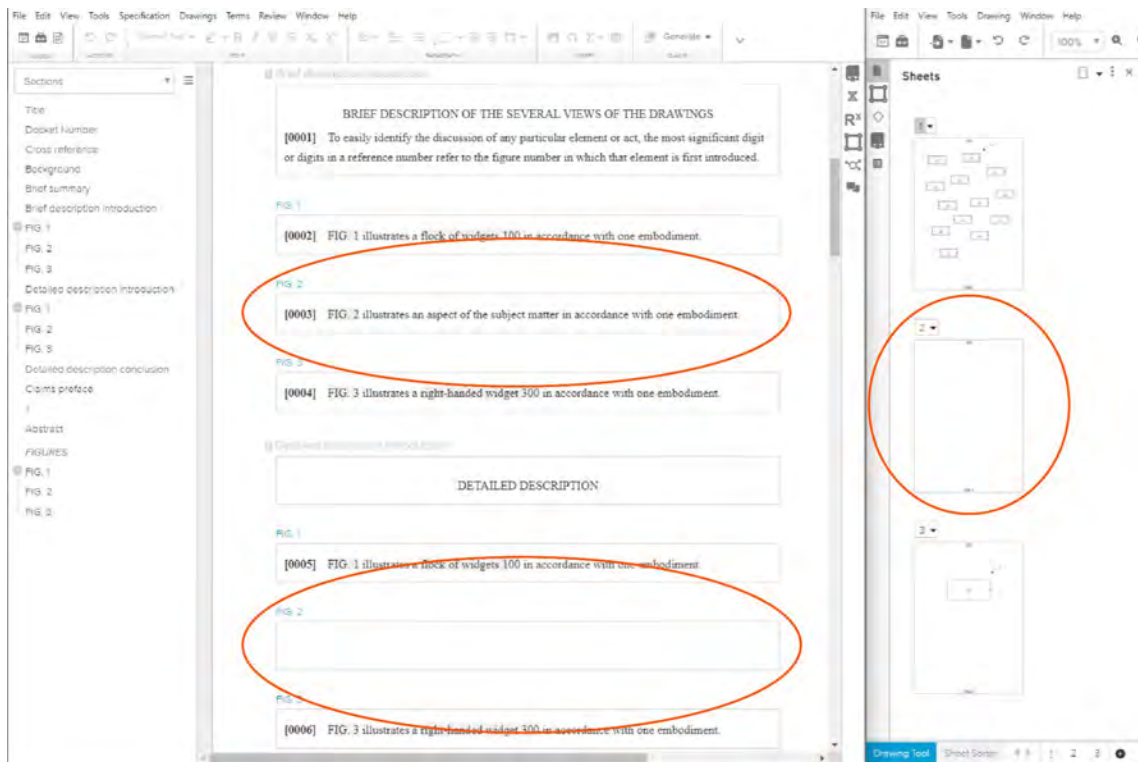 File Edit View Tools Specification Drawings Terms Review Window Help
Generate
Sections
Title
Docket Number
Cross reference
Background
Brief summary
Brief description introduction
FIG. 1
FIG. 2
FIG. 3
Detailed description introduction
FIG. 1
FIG. 2
FIG. 3
Detailed description conclusion
Claims preface
1
Abstract
FIGURES
FIG. 1
FIG. 2
FIG. 3
Brief description introduction
BRIEF DESCRIPTION OF THE SEVERAL VIEWS OF THE DRAWINGS
[0001] To easily identify the discussion of any particular element or act, the most significant digit
or digits in a reference number refer to the figure number in which that element is first introduced.
FIG. 1
[0002] FIG. 1 illustrates a flock of widgets 100 in accordance with one embodiment.
FIG. 2
[0003] FIG. 2 illustrates an aspect of the subject matter in accordance with one embodiment.
FIG. 3
[0004] FIG. 3 illustrates a right-handed widget 300 in accordance with one embodiment.
Detailed description introduction
DETAILED DESCRIPTION
FIG. 1
[0005] FIG. 1 illustrates a flock of widgets 100 in accordance with one embodiment.
FIG. 2
FIG. 3
[0006] FIG. 3 illustrates a right-handed widget 300 in accordance with one embodiment.
File Edit View Tools Drawing Window Help
100%
Sheets
1
2
3
Drawing Tool Sheet Sorter 1 2 3